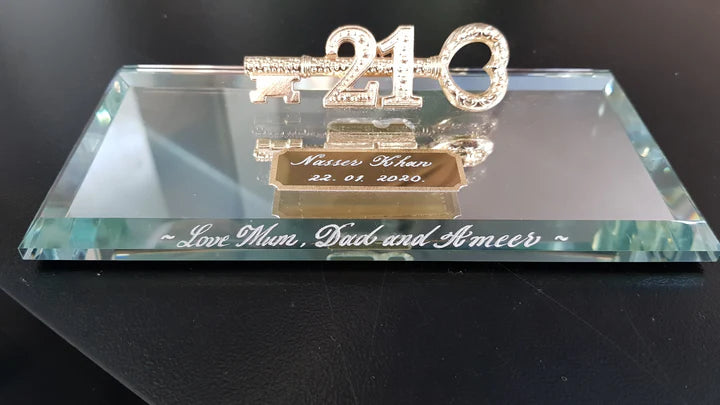 21
Nasser Khan
22.01.2020.
~ Love Mum, Dad and Ameer ~